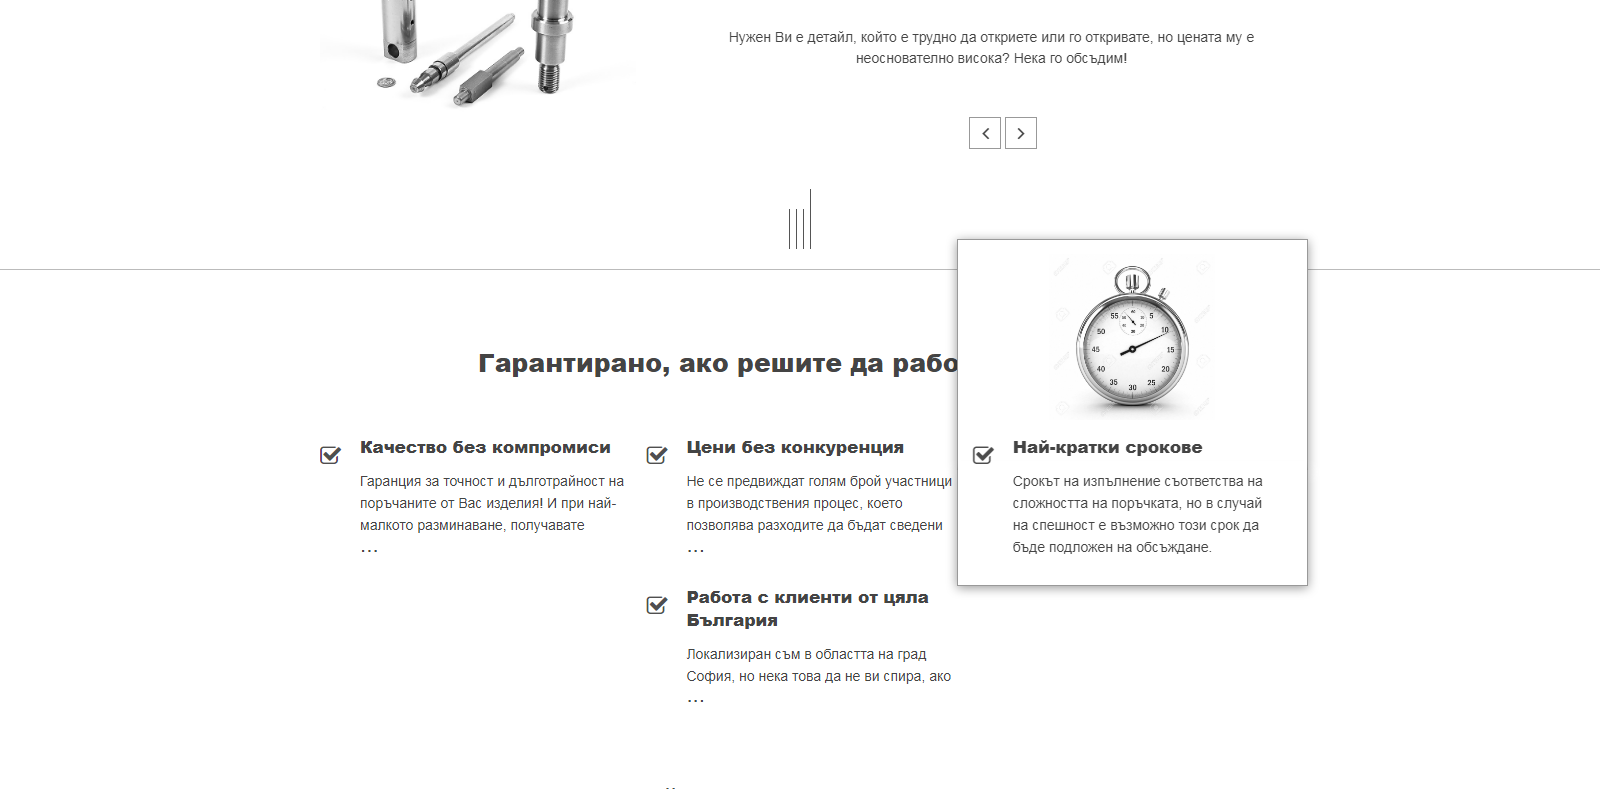 Нужен Ви е детайл, който е трудно да откриете или го откривате, но цената му е
неоснователно висока? Нека го обсъдим!
Гарантирано, ако решите да рабо
Качество без компромиси
Гаранция за точност и дълготрайност на
поръчаните от Вас изделия! И при най-
малкото разминаване, получавате
...
Цени без конкуренция
Не се предвиждат голям брой участници
в производствения процес, което
позволява разходите да бъдат сведени
...
55 60 5
50 10
45 15
40 20
35 30 25
Най-кратки срокове
Срокът на изпълнение съответства на
сложността на поръчката, но в случай
на спешност е възможно този срок да
бъде подложен на обсъждане.
Работа с клиенти от цяла
България
Локализиран съм в областта на град
София, но нека това да не ви спира, ако
...